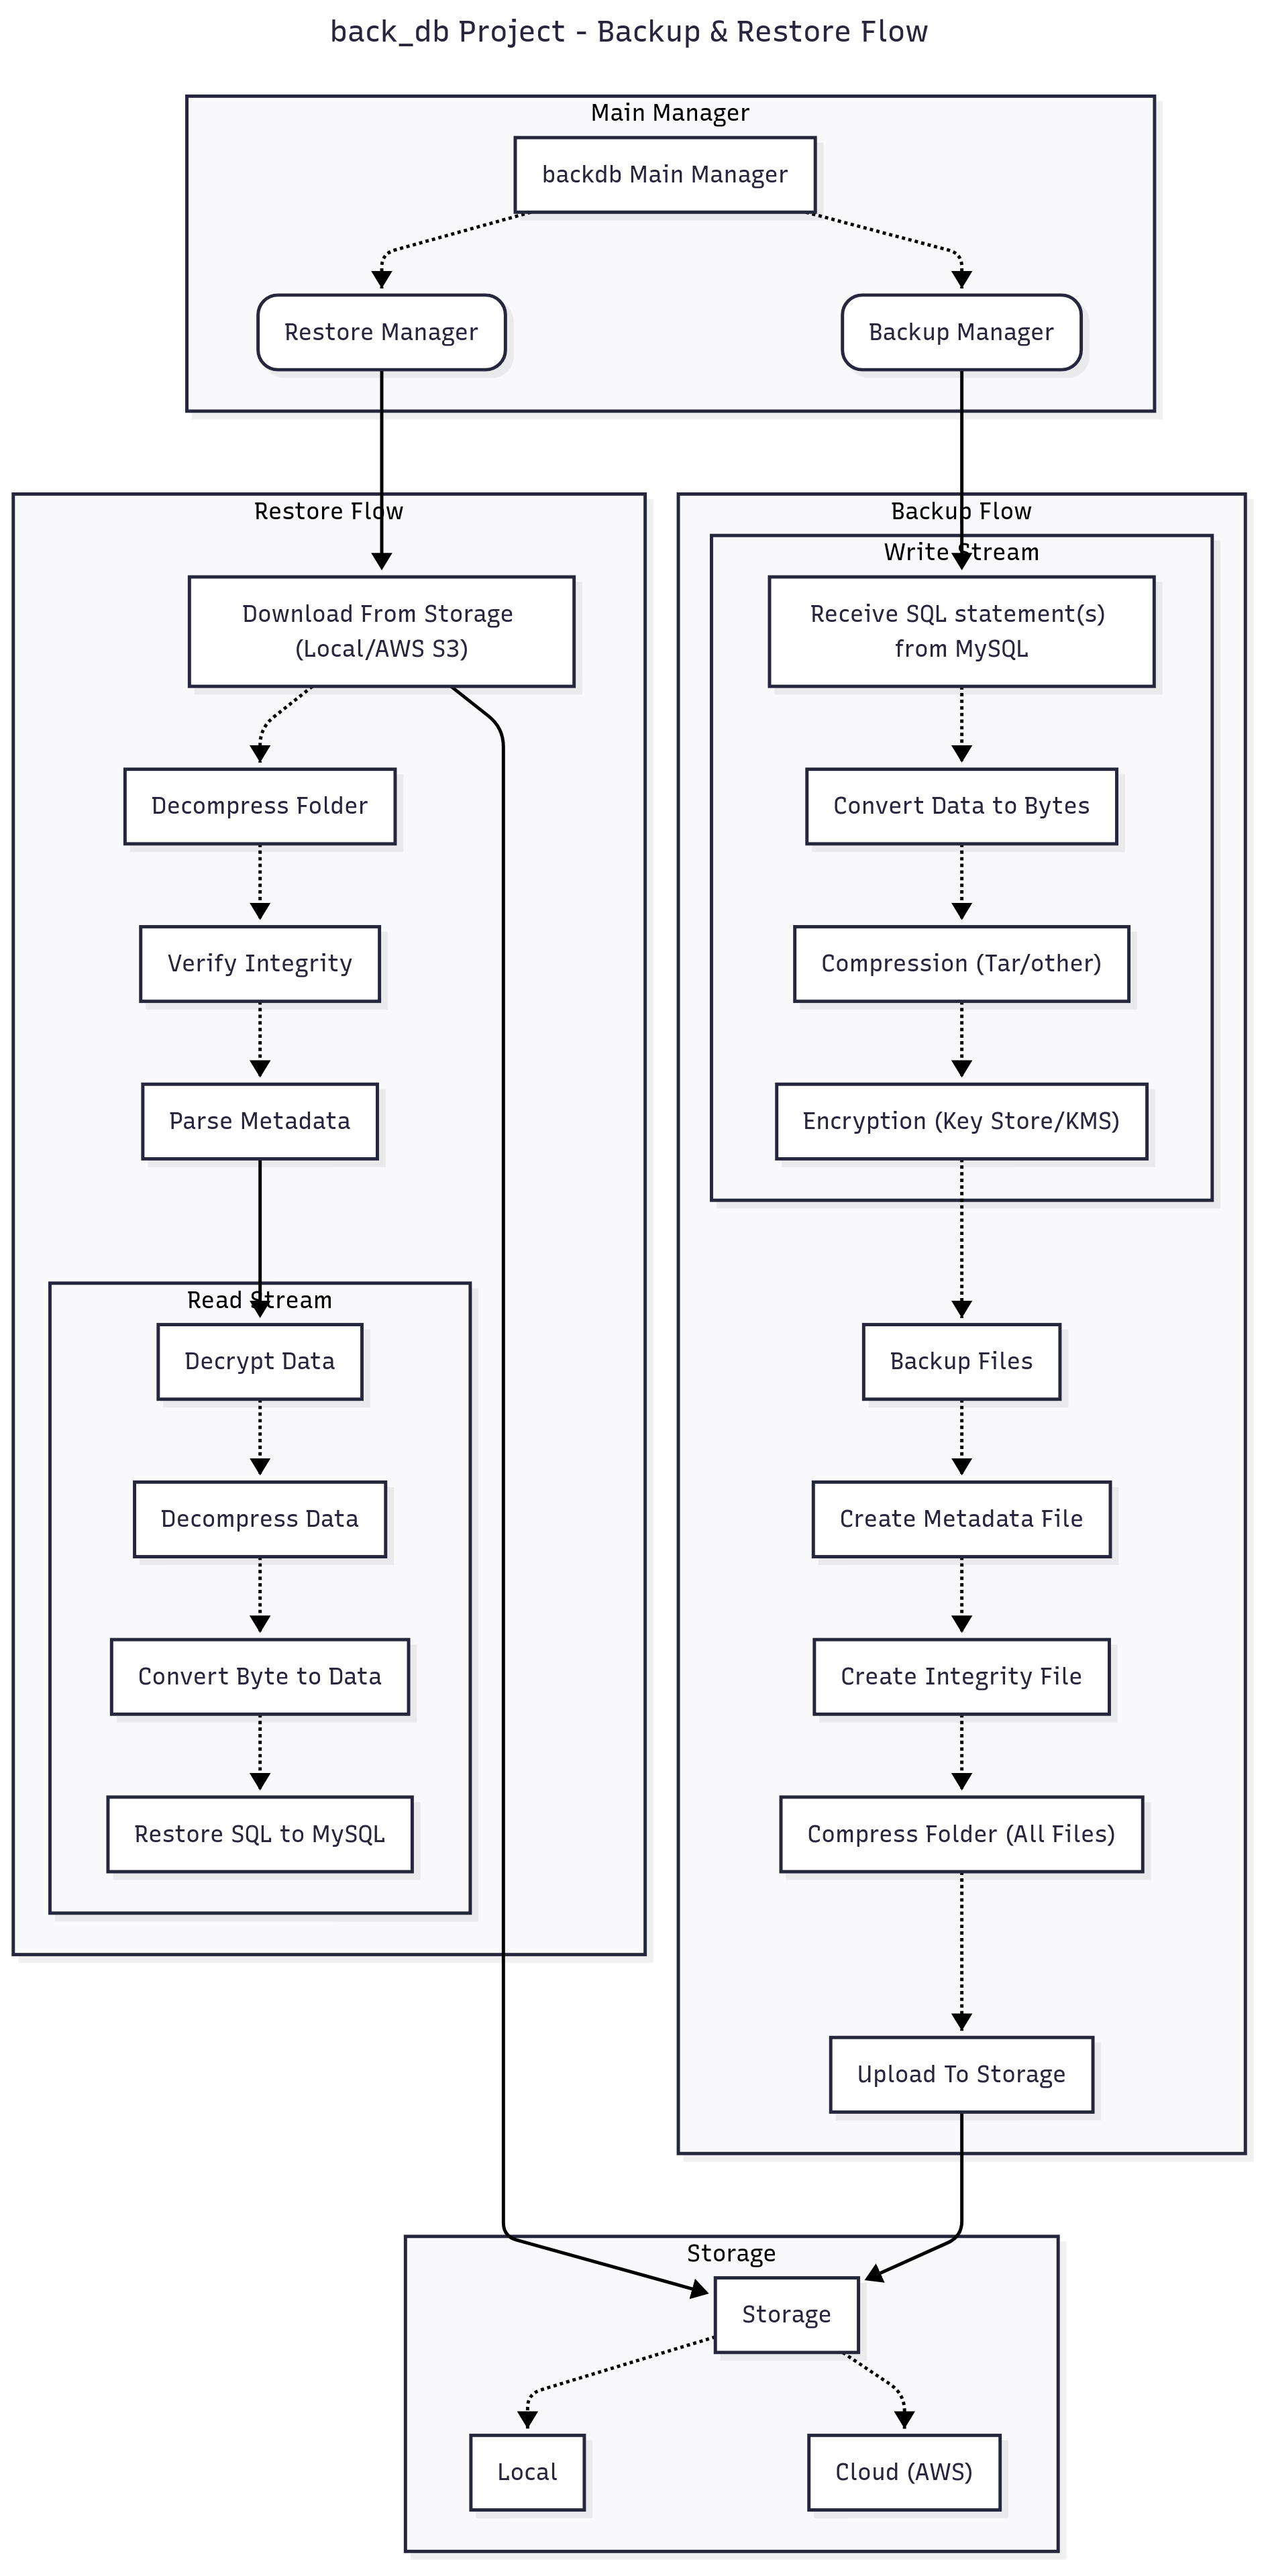 back_db Project - Backup & Restore Flow
Main Manager
backdb Main Manager
Restore Manager
Backup Manager
Restore Flow
Download From Storage
(Local/AWS S3)
Decompress Folder
Verify Integrity
Parse Metadata
Read Stream
Decrypt Data
Decompress Data
Convert Byte to Data
Restore SQL to MySQL
Backup Flow
Write Stream
Receive SQL statement(s)
from MySQL
Convert Data to Bytes
Compression (Tar/other)
Encryption (Key Store/KMS)
Backup Files
Create Metadata File
Create Integrity File
Compress Folder (All Files)
Upload To Storage
Storage
Storage
Local
Cloud (AWS)